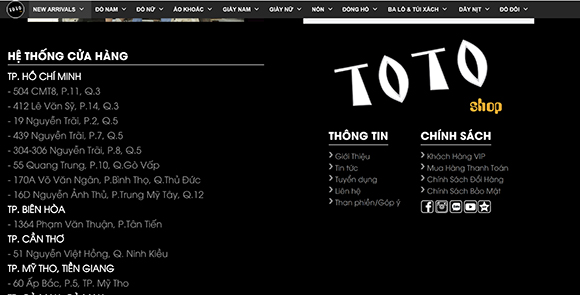 TOTO
NEW ARRIVALS
ĐỒ NAM
ĐỒ NỮ
ÁO KHOÁC
GIÀY NAM
GIÀY NỮ
NÓN
ĐỒNG HỒ
BA LÔ & TÚI XÁCH
DÂY NỊT
ĐỒ ĐÔI
HỆ THỐNG CỬA HÀNG
TP. HỒ CHÍ MINH
- 504 CMT8, P.11, Q.3
- 412 Lê Văn Sỹ, P.14, Q.3
- 19 Nguyễn Trãi, P.2, Q.5
- 439 Nguyễn Trãi, P.7, Q.5
- 304-306 Nguyễn Trãi, P.8, Q.5
- 55 Quang Trung, P.10, Q.Gò Vấp
- 170A Võ Văn Ngân, P.Bình Thọ, Q.Thủ Đức
- 16D Nguyễn Ảnh Thủ, P.Trung Mỹ Tây, Q.12
TP. BIÊN HÒA
- 1364 Phạm Văn Thuận, P.Tân Tiến
TP. CẦN THƠ
- 51 Nguyễn Việt Hồng, Q. Ninh Kiều
TP. MỸ THO, TIỀN GIANG
- 60 Ấp Bắc, P.5, TP. Mỹ Tho
TOTO
shop
THÔNG TIN
Giới Thiệu
Tin tức
Tuyển dụng
Liên hệ
Than phiền/Góp ý
CHÍNH SÁCH
Khách Hàng VIP
Mua Hàng Thanh Toán
Chính Sách Đổi Hàng
Chính Sách Bảo Mật